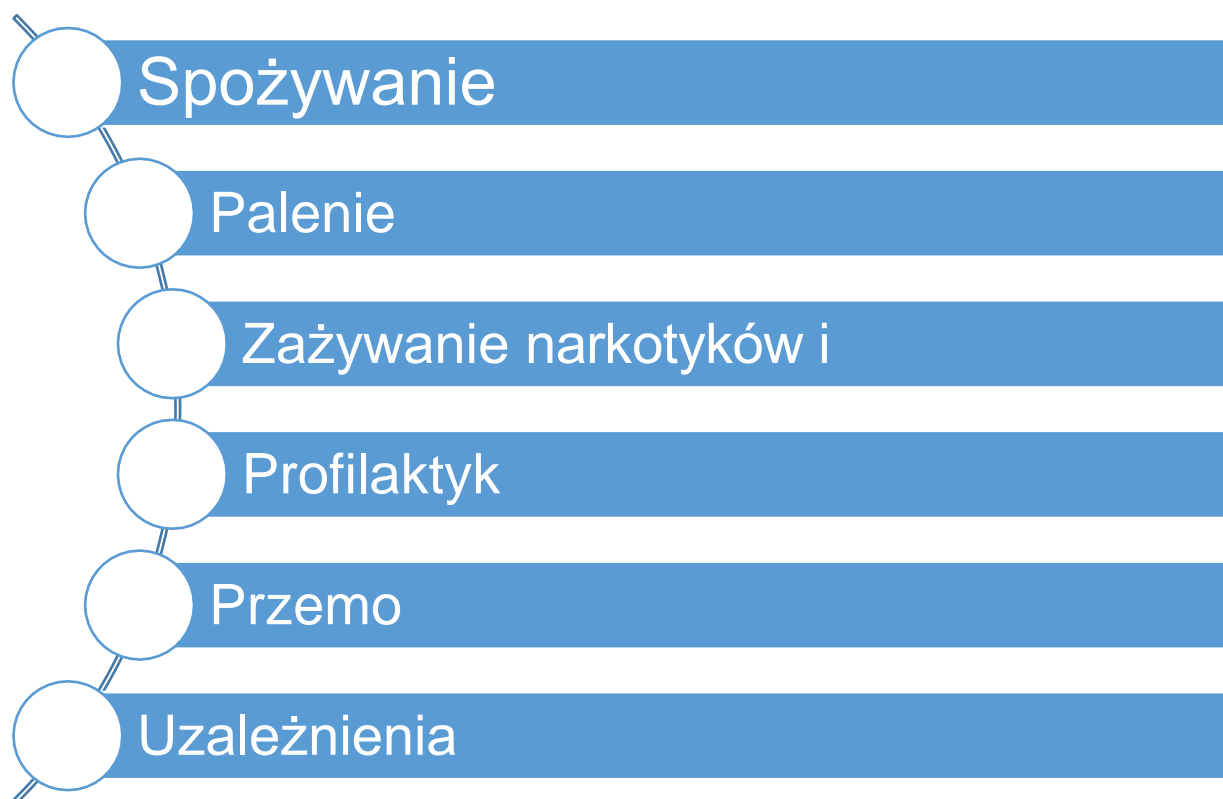 Spożywanie
Palenie
Zażywanie narkotyków i
Profilaktyk
Przemo
Uzależnienia